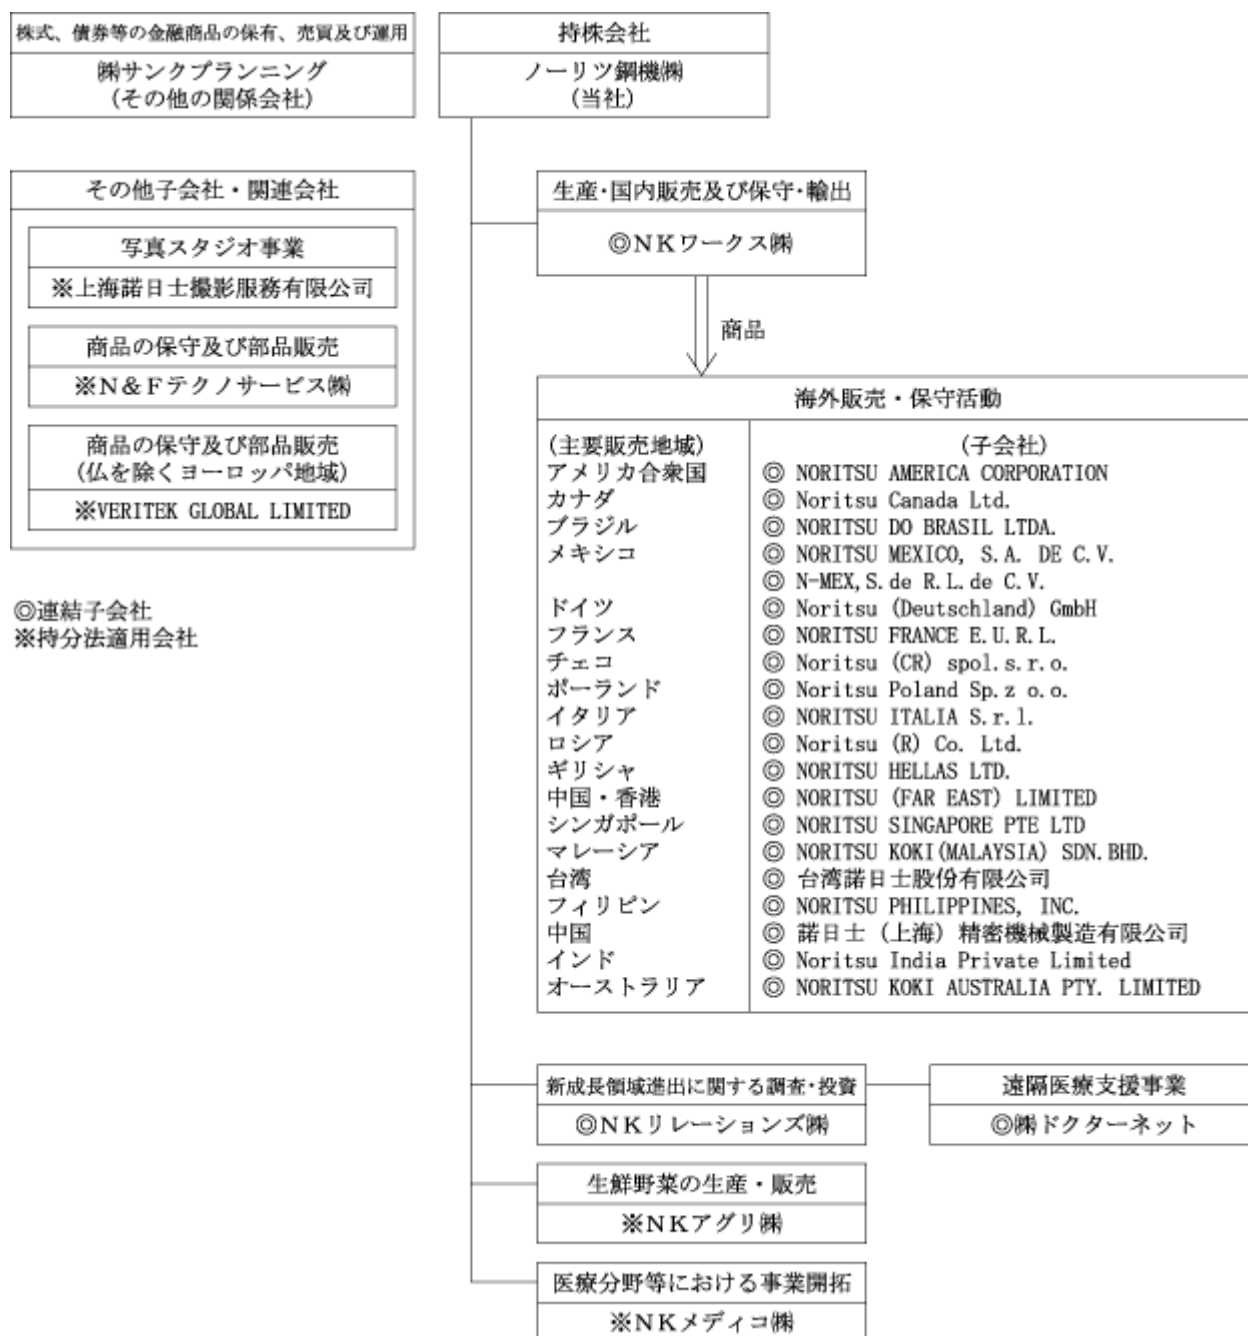 株式、債券等の金融商品の保有、売買及び運用
㈱サンクプランニング
(その他の関係会社)
持株会社
ノーリツ鋼機㈱
(当社)
その他子会社・関連会社
写真スタジオ事業
※上海諾日士撮影服務有限公司
商品の保守及び部品販売
※N&Fテクノサービス㈱
商品の保守及び部品販売
(仏を除くヨーロッパ地域)
※VERITEK GLOBAL LIMITED
◎連結子会社
※持分法適用会社
生産・国内販売及び保守・輸出
◎NKワークス㈱
商品
海外販売・保守活動
(主要販売地域) (子会社)
アメリカ合衆国 ◎ NORITSU AMERICA CORPORATION
カナダ ◎ Noritsu Canada Ltd.
ブラジル ◎ NORITSU DO BRASIL LTDA.
メキシコ ◎ NORITSU MEXICO, S.A. DE C.V.
◎ N-MEX,S.de R.L.de C.V.
ドイツ ◎ Noritsu (Deutschland) GmbH
フランス ◎ NORITSU FRANCE E.U.R.L.
チェコ ◎ Noritsu (CR) spol.s.r.o.
ポーランド ◎ Noritsu Poland Sp.z o.o.
イタリア ◎ NORITSU ITALIA S.r.l.
ロシア ◎ Noritsu (R) Co. Ltd.
ギリシャ ◎ NORITSU HELLAS LTD.
中国・香港 ◎ NORITSU (FAR EAST) LIMITED
シンガポール ◎ NORITSU SINGAPORE PTE LTD
マレーシア ◎ NORITSU KOKI(MALAYSIA) SDN.BHD.
台湾 ◎ 台湾諾日士股份有限公司
フィリピン ◎ NORITSU PHILIPPINES, INC.
中国 ◎ 諾日士 (上海) 精密機械製造有限公司
インド ◎ Noritsu India Private Limited
オーストラリア ◎ NORITSU KOKI AUSTRALIA PTY. LIMITED
新成長領域進出に関する調査・投資
◎NKリレーションズ㈱
遠隔医療支援事業
◎㈱ドクターネット
生鮮野菜の生産・販売
※NKアグリ㈱
医療分野等における事業開拓
※NKメディコ㈱